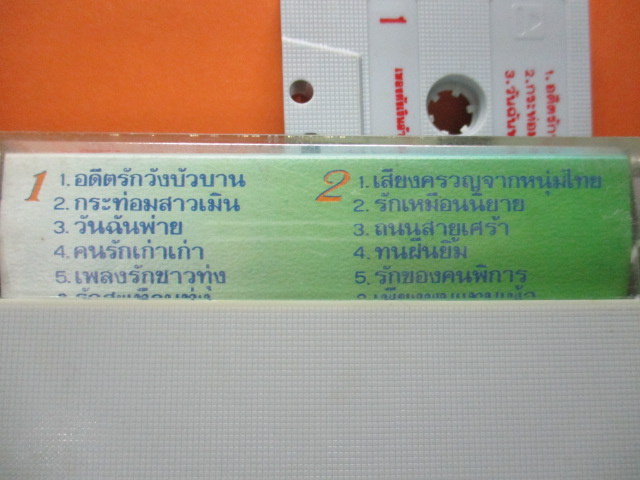 1
1. อดีตรักวังบัวบาน
2. กระท่อมสาวเมิน
3. วันฉันพ่าย
4. คนรักเก่าเก่า
5. เพลงรักชาวทุ่ง
2
1. เสียงครวญจากหนุ่มไทย
2. รักเหมือนนิยาย
3. ถนนสายเศร้า
4. ทนฝืนยิ้ม
5. รักของคนพิการ
1
1. อดีตรัก
2. กระท่อม